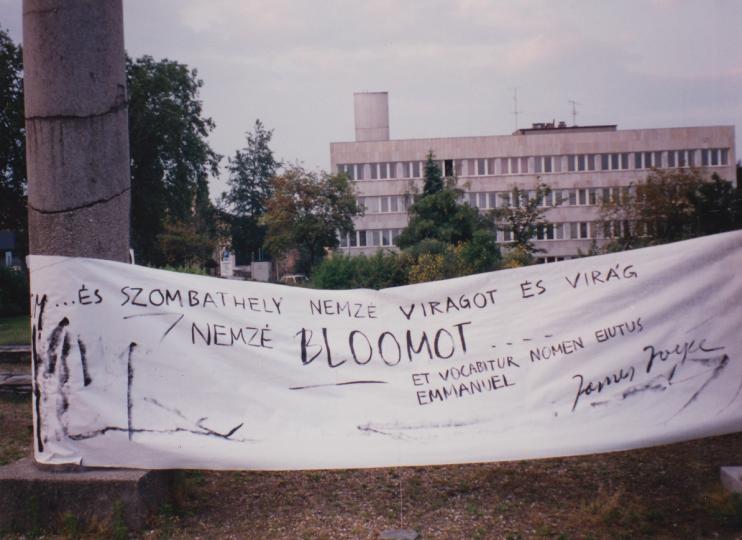 ...ÉS SZOMBATHELY NEMZÉ VIRAGOT ÉS VIRÁG
NEMZÉ BLOOMOT ....
ET VOCABITUR NOMEN EIUTUS
EMMANUEL
James Joyce